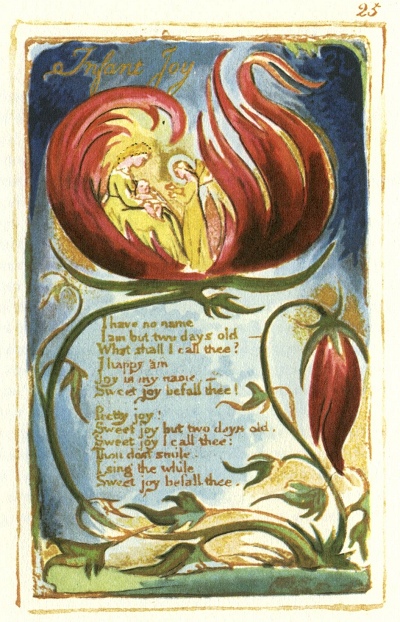 25
Infant Joy
I have no name
I am but two days old —
What shall I call thee?
I happy am
Joy is my name —
Sweet joy befall thee!
Pretty joy!
Sweet joy but two days old.
Sweet joy I call thee:
Thou dost smile.
I sing the while
Sweet joy befall thee.